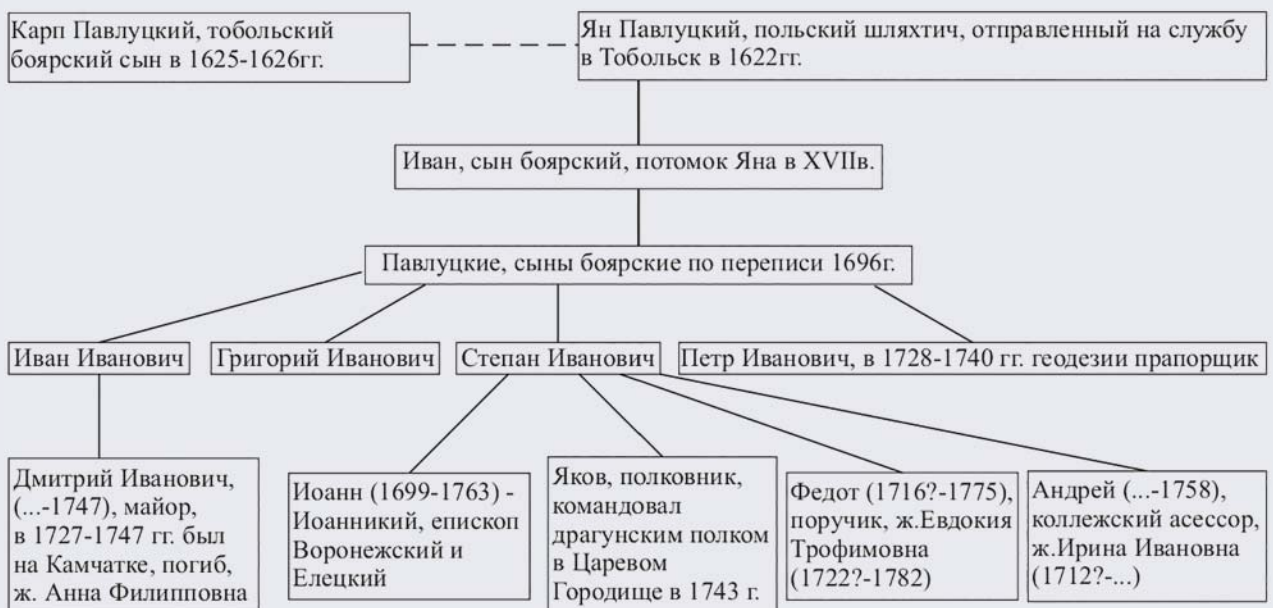 Карп Павлуцкий, тобольский
боярский сын в 1625-1626гг.
Ян Павлуцкий, польский шляхтич, отправленный на службу
в Тобольск в 1622гг.
Иван, сын боярский, потомок Яна в XVIIв.
Павлуцкие, сыны боярские по переписи 1696г.
Иван Иванович
Григорий Иванович
Степан Иванович
Петр Иванович, в 1728-1740 гг. геодезии прапорщик
Дмитрий Иванович,
(...-1747), майор,
в 1727-1747 гг. был
на Камчатке, погиб,
ж. Анна Филипповна
Иоанн (1699-1763) -
Иоанникий, епископ
Воронежский и
Елецкий
Яков, полковник,
командовал
драгунским полком
в Царевом
Городище в 1743 г.
Федот (1716?-1775),
поручик, ж.Евдокия
Трофимовна
(1722?-1782)
Андрей (...-1758),
коллежский асессор,
ж.Ирина Ивановна
(1712?-...)